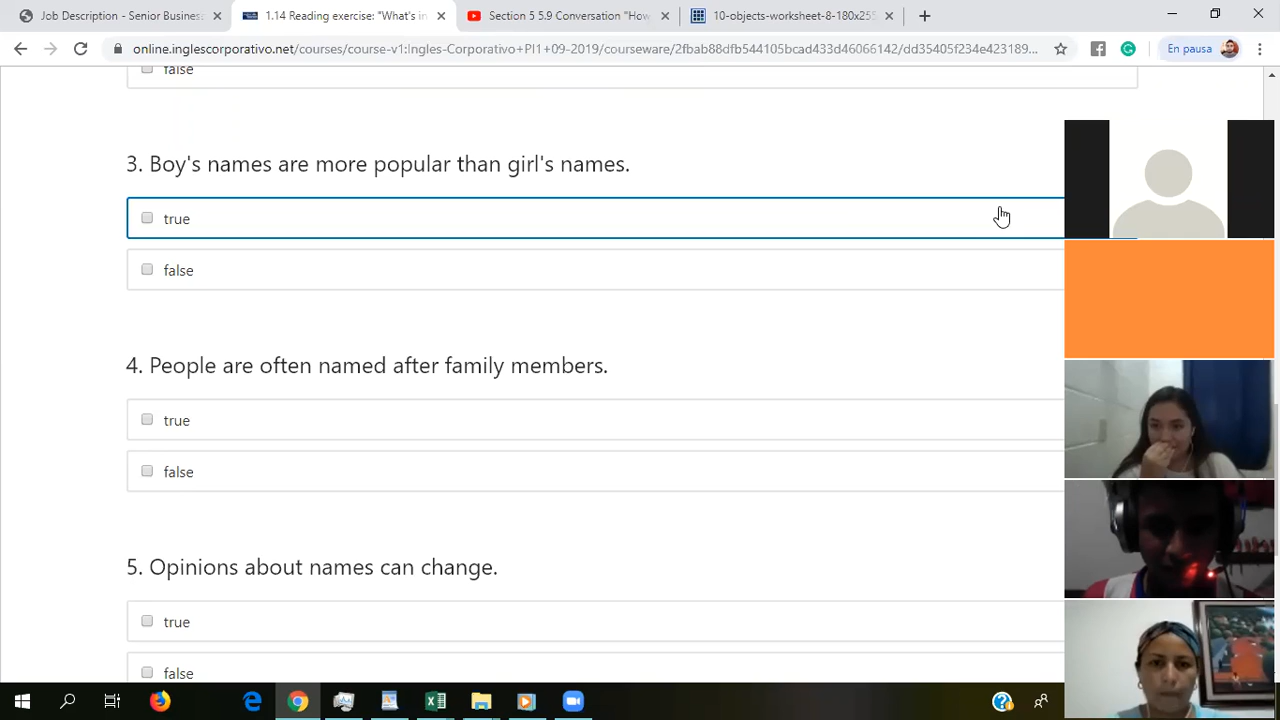 Job Description - Senior Business
1.14 Reading exercise: "What's in
Section 5 5.9 Conversation "How
10-objects-worksheet-8-180x255
online.inglescorporativo.net/courses/course-v1:Ingles-Corporativo+PI1+09-2019/courseware/2fbab88dfb544105bcad433d46066142/dd35405f234e423189...
En pausa
false
3. Boy's names are more popular than girl's names.
true
false
4. People are often named after family members.
true
false
5. Opinions about names can change.
true
false